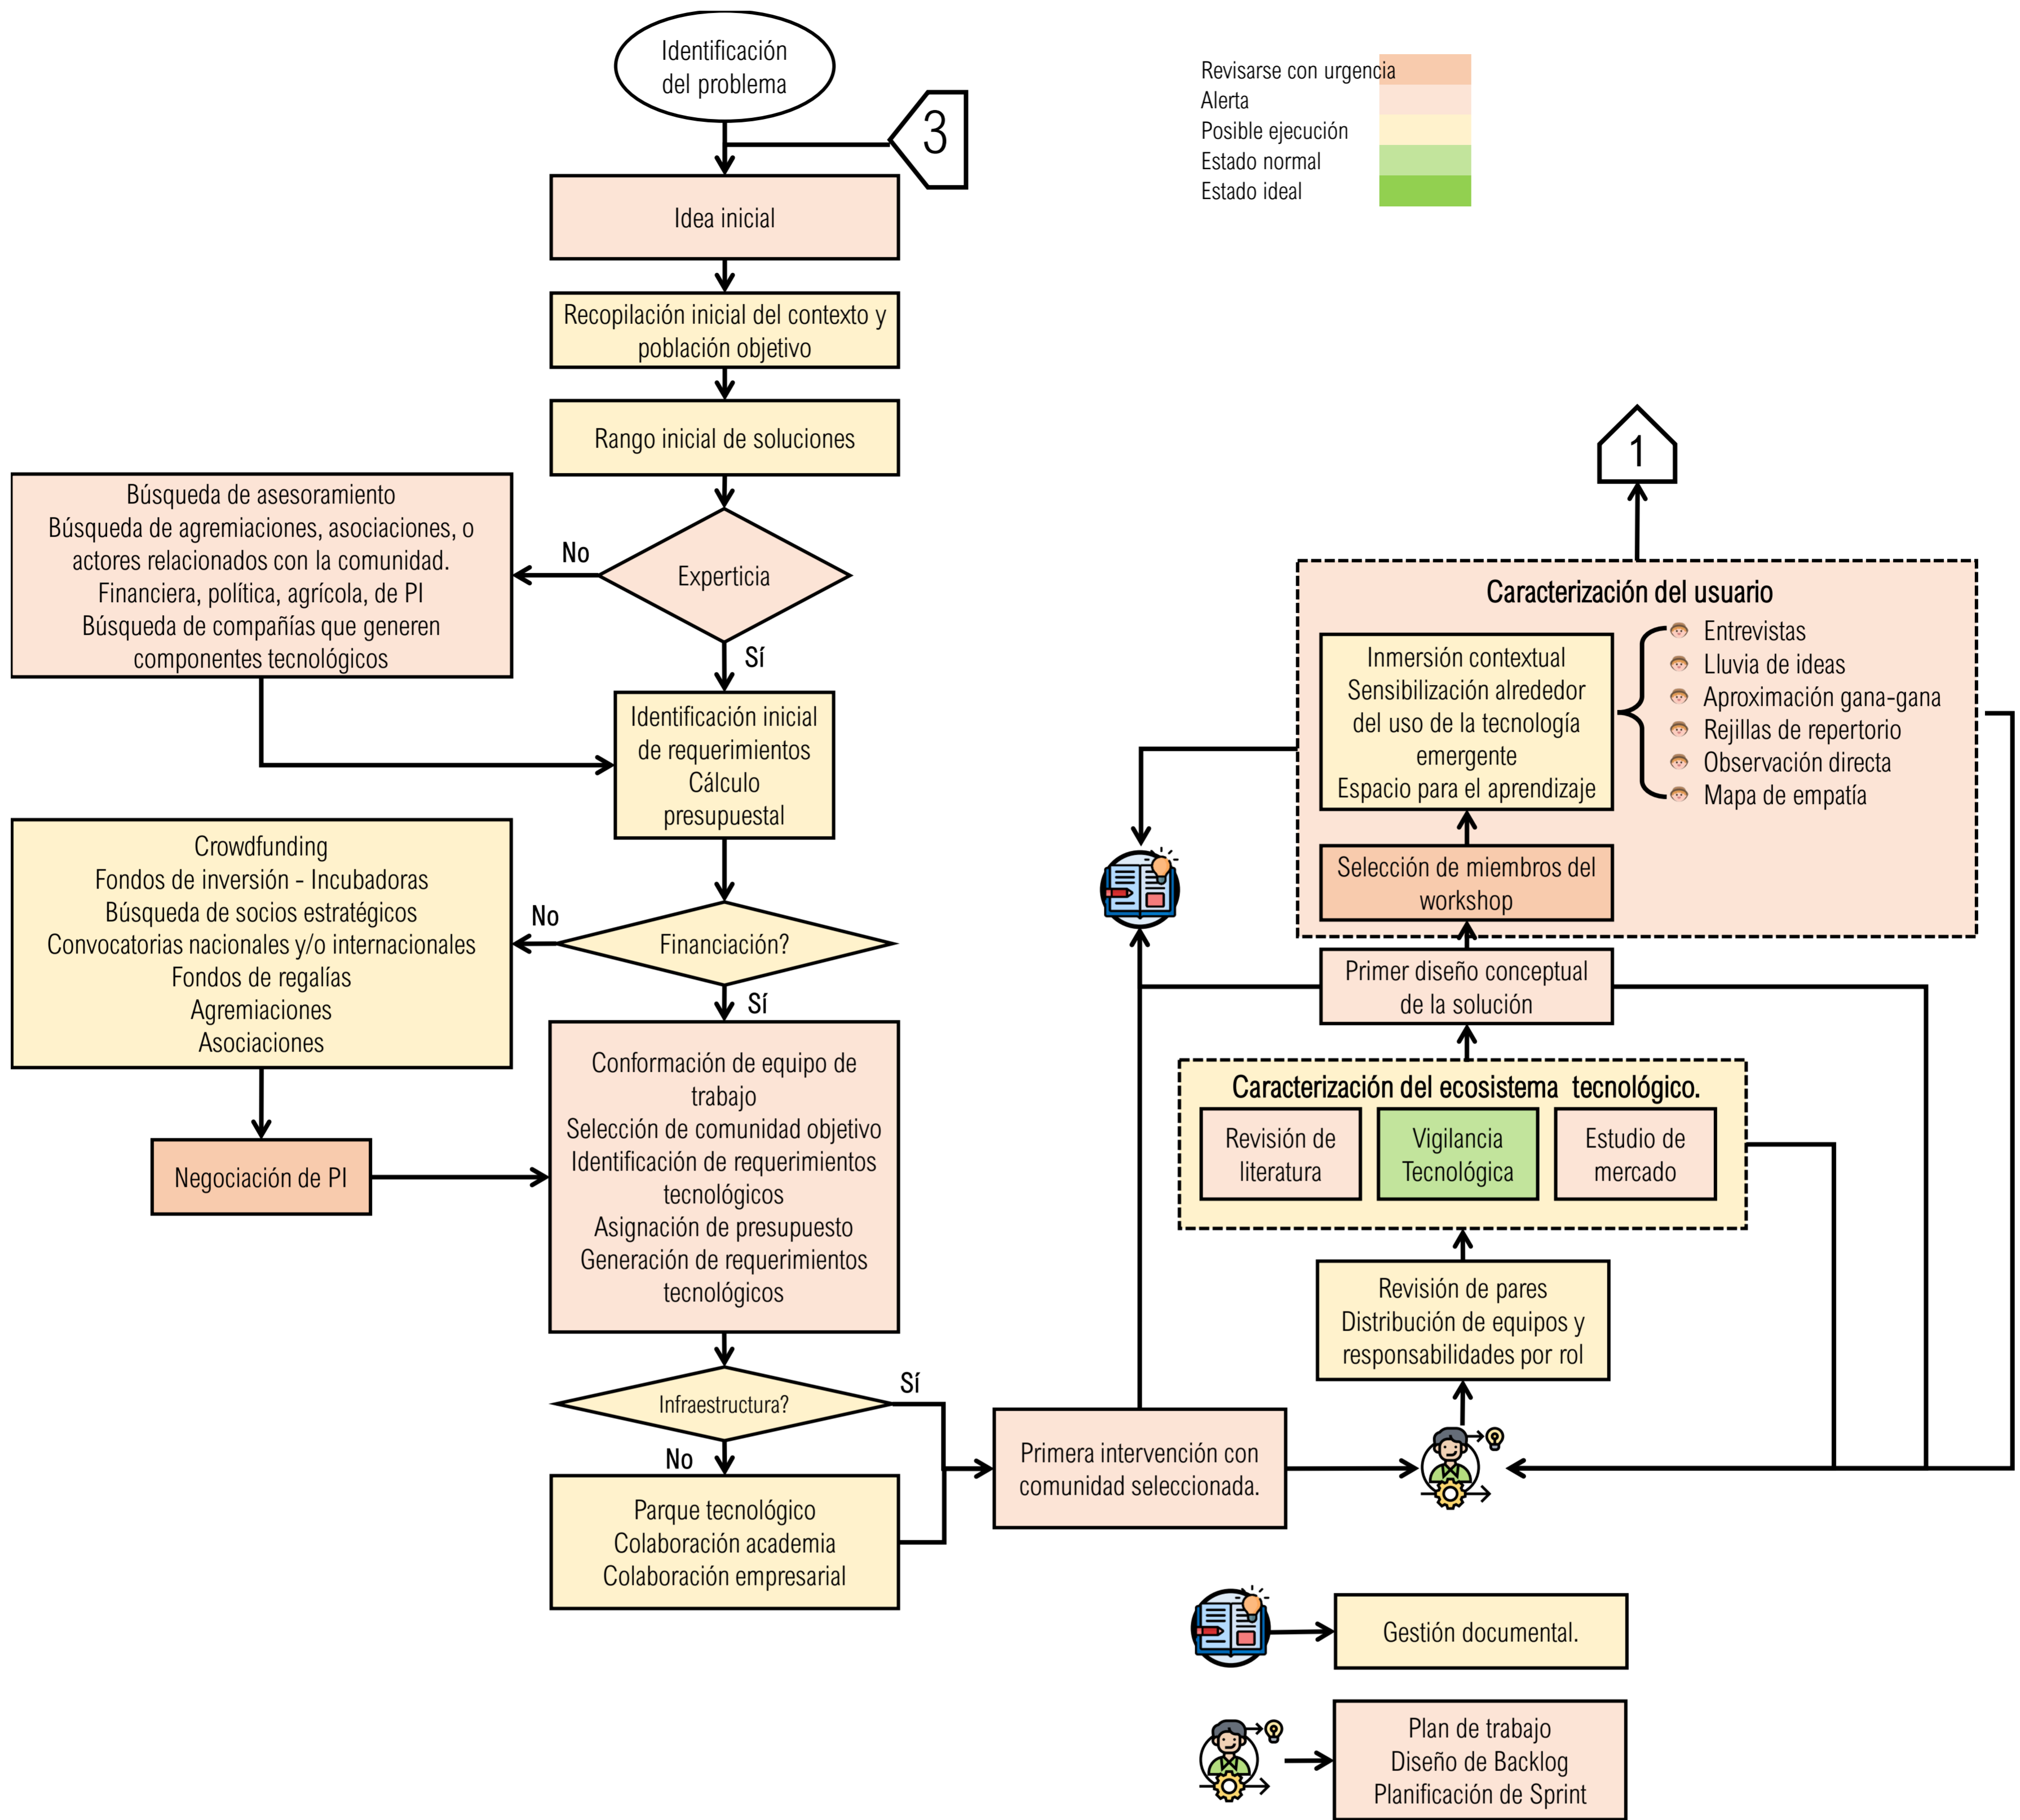 Identificación
del problema
3
Revisarse con urgencia
Alerta
Posible ejecución
Estado normal
Estado ideal
Idea inicial
Recopilación inicial del contexto y
población objetivo
Rango inicial de soluciones
Búsqueda de asesoramiento
Búsqueda de agremiaciones, asociaciones, o
actores relacionados con la comunidad.
Financiera, política, agrícola, de PI
Búsqueda de compañías que generen
componentes tecnológicos
No
Experticia
Sí
Identificación inicial
de requerimientos
Cálculo
presupuestal
Crowdfunding
Fondos de inversión - Incubadoras
Búsqueda de socios estratégicos
Convocatorias nacionales y/o internacionales
Fondos de regalías
Agremiaciones
Asociaciones
No
Financiación?
Sí
Negociación de PI
Conformación de equipo de
trabajo
Selección de comunidad objetivo
Identificación de requerimientos
tecnológicos
Asignación de presupuesto
Generación de requerimientos
tecnológicos
Infraestructura?
Sí
No
Parque tecnológico
Colaboración academia
Colaboración empresarial
1
Caracterización del usuario
Inmersión contextual
Sensibilización alrededor
del uso de la tecnología
emergente
Espacio para el aprendizaje
Entrevistas
Lluvia de ideas
Aproximación gana-gana
Rejillas de repertorio
Observación directa
Mapa de empatía
Selección de miembros del
workshop
Primer diseño conceptual
de la solución
Caracterización del ecosistema tecnológico.
Revisión de
literatura
Vigilancia
Tecnológica
Estudio de
mercado
Revisión de pares
Distribución de equipos y
responsabilidades por rol
Primera intervención con
comunidad seleccionada.
Gestión documental.
Plan de trabajo
Diseño de Backlog
Planificación de Sprint